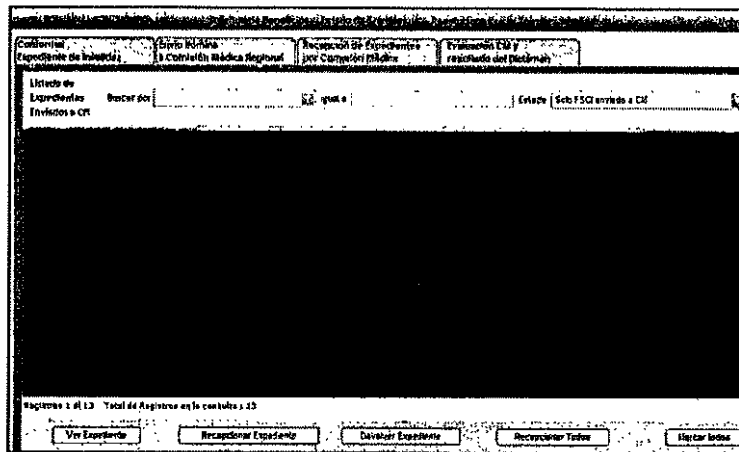 Conformar
Expediente de Invalidez
Envío Nómina
a Comisión Médica Regional
Recepción de Expedientes
por Comisión Médica
Evaluación CM y
resultado del Dictamen
Listado de
Expedientes
Enviados a CM
Buscar por
igual a
Estado
Solo FSCI enviado a CM
Registros 1 al 13 Total de Registros en la consulta : 13
Ver Expediente
Recepcionar Expediente
Devolver Expediente
Recepcionar Todos
Marcar todos